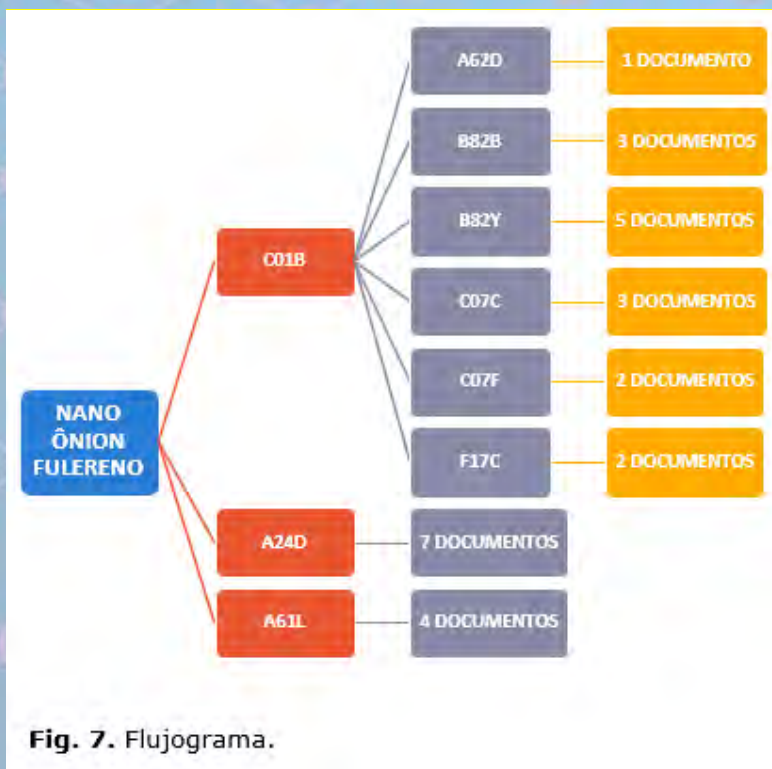 A62D
1 DOCUMENTO
B82B
3 DOCUMENTOS
B82Y
5 DOCUMENTOS
C01B
C07C
3 DOCUMENTOS
C07F
2 DOCUMENTOS
NANO
ÔNION
FULERENO
F17C
2 DOCUMENTOS
A24D
7 DOCUMENTOS
A61L
4 DOCUMENTOS
Fig. 7. Flujograma.